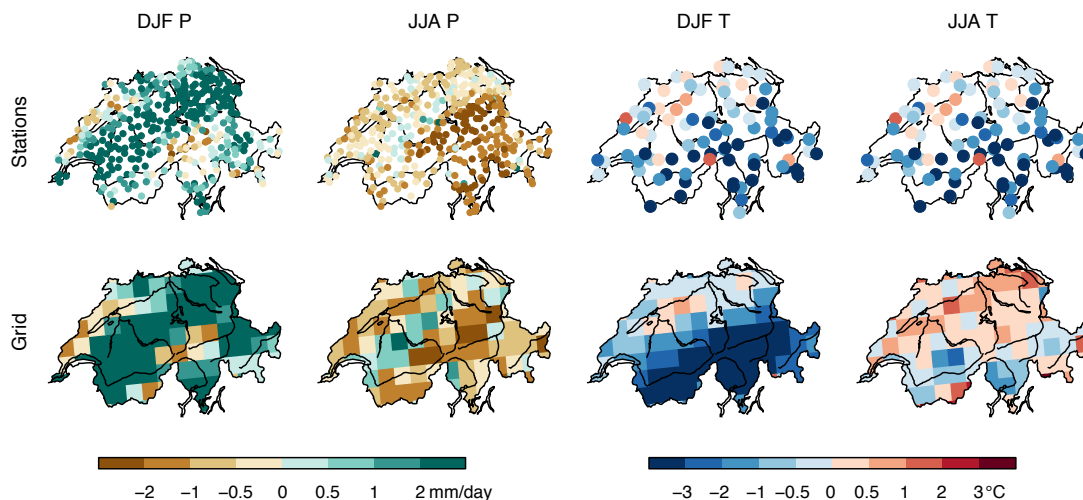 DJF P JJA P DJF T JJA T
Stations
Grid
−2 −1 −0.5 0 0.5 1 2 mm/day
−3 −2 −1 −0.5 0 0.5 1 2 3°C